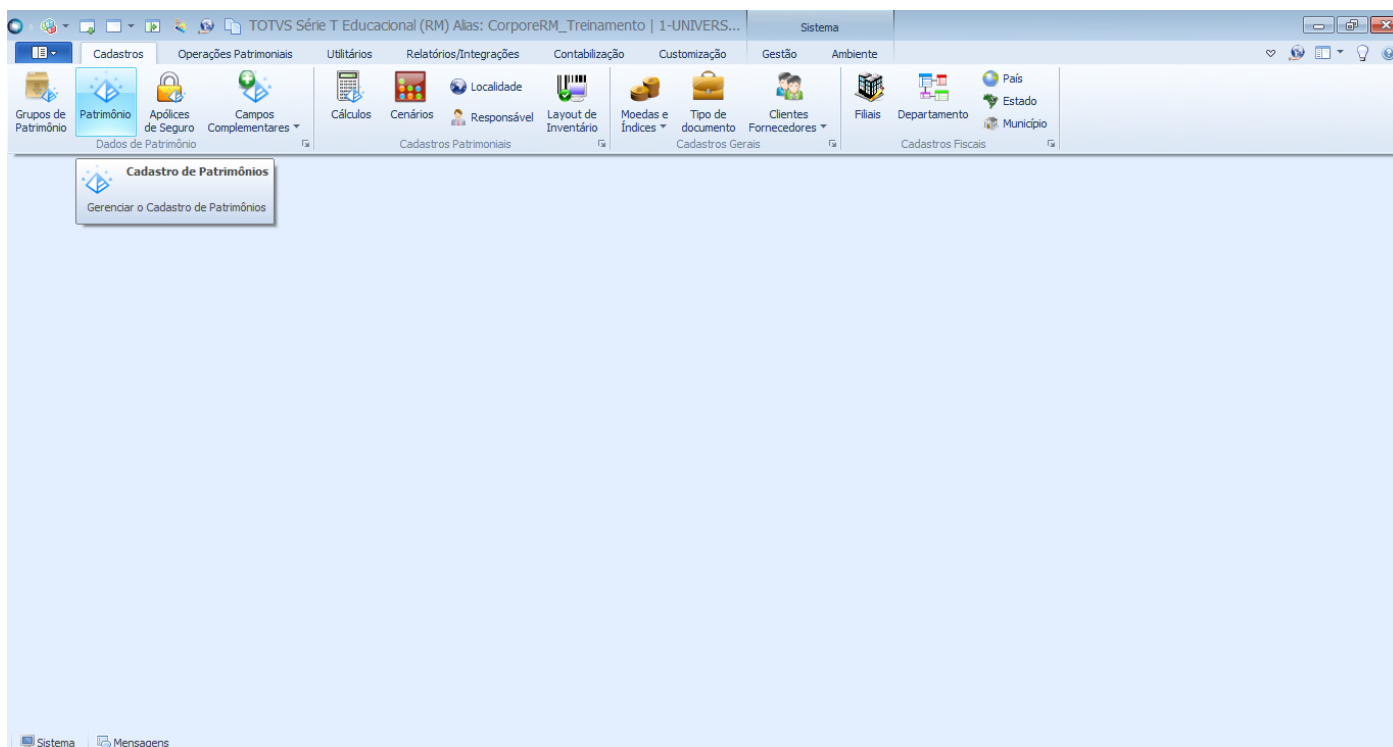 TOTVS Série T Educacional (RM) Alias: CorporeRM_Treinamento | 1-UNIVERS...
Sistema
Cadastros Operações Patrimoniais Utilitários Relatórios/Integrações Contabilização Customização Gestão Ambiente
Grupos de Patrimônio
Patrimônio
Apólices de Seguro
Campos Complementares
Cálculos
Cenários
Localidade
Responsável
Layout de Inventário
Moedas e Índices
Tipo de documento
Clientes Fornecedores
Filiais
Departamento
País
Estado
Município
Dados de Patrimônio
Cadastros Patrimoniais
Cadastros Gerais
Cadastros Fiscais
Cadastro de Patrimônios
Gerenciar o Cadastro de Patrimônios
Sistema Mensagens